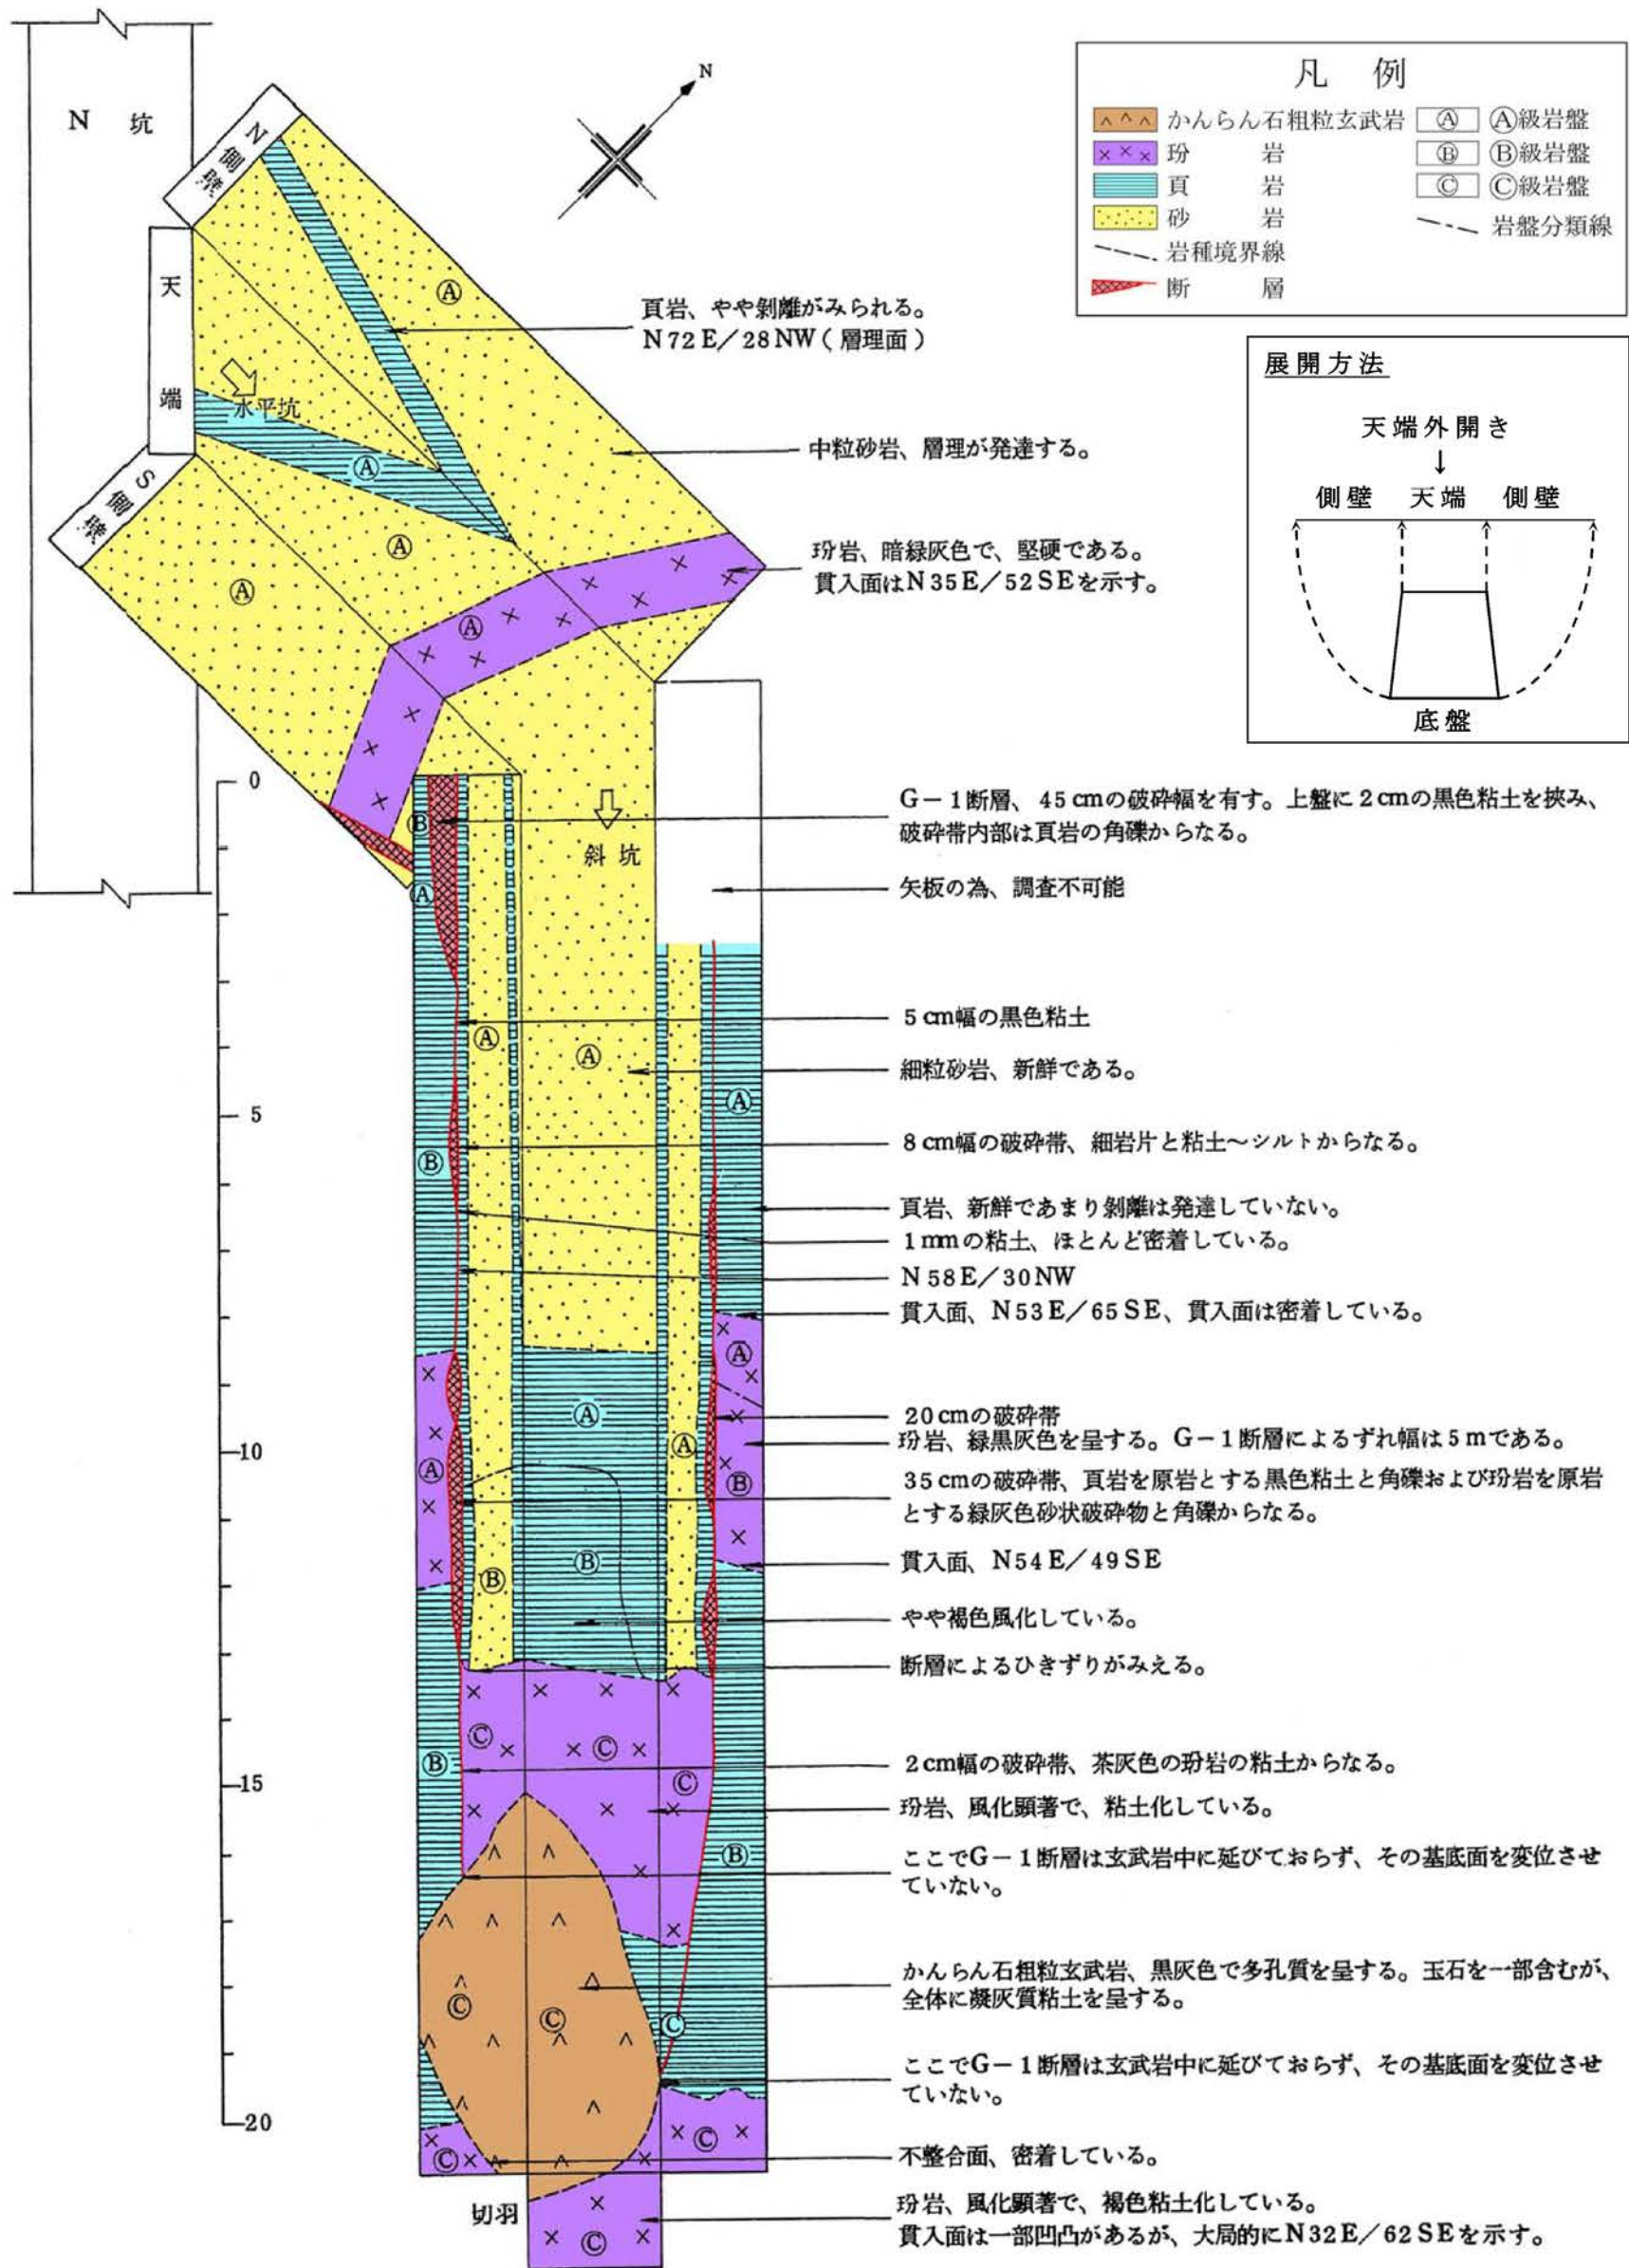 N 坑
N側壁
天端
S側壁
水平坑
N
凡 例
かんらん石粗粒玄武岩
玢 岩
頁 岩
砂 岩
岩種境界線
断 層
Ⓐ Ⓐ級岩盤
Ⓑ Ⓑ級岩盤
Ⓒ Ⓒ級岩盤
岩盤分類線
展開方法
天端外開き
↓
側壁 天端 側壁
底盤
頁岩、やや剝離がみられる。
N72E/28NW(層理面)
中粒砂岩、層理が発達する。
玢岩、暗緑灰色で、堅硬である。
貫入面はN35E/52SEを示す。
G-1断層、45cmの破砕幅を有す。上盤に2cmの黒色粘土を挾み、
破砕帯内部は頁岩の角礫からなる。
斜坑
矢板の為、調査不可能
5cm幅の黒色粘土
細粒砂岩、新鮮である。
8cm幅の破砕帯、細岩片と粘土〜シルトからなる。
頁岩、新鮮であまり剝離は発達していない。
1mmの粘土、ほとんど密着している。
N58E/30NW
貫入面、N53E/65SE、貫入面は密着している。
20cmの破砕帯
玢岩、緑黒灰色を呈する。G-1断層によるずれ幅は5mである。
35cmの破砕帯、頁岩を原岩とする黒色粘土と角礫および玢岩を原岩
とする緑灰色砂状破砕物と角礫からなる。
貫入面、N54E/49SE
やや褐色風化している。
断層によるひきずりがみえる。
2cm幅の破砕帯、茶灰色の玢岩の粘土からなる。
玢岩、風化顕著で、粘土化している。
ここでG-1断層は玄武岩中に延びておらず、その基底面を変位させ
ていない。
かんらん石粗粒玄武岩、黒灰色で多孔質を呈する。玉石を一部含むが、
全体に凝灰質粘土を呈する。
ここでG-1断層は玄武岩中に延びておらず、その基底面を変位させ
ていない。
不整合面、密着している。
切羽
玢岩、風化顕著で、褐色粘土化している。
貫入面は一部凹凸があるが、大局的にN32E/62SEを示す。
0
5
10
15
20
Ⓐ
Ⓐ
Ⓐ
Ⓐ
Ⓐ
Ⓑ
Ⓐ
Ⓐ
Ⓐ
Ⓐ
Ⓑ
Ⓐ
Ⓐ
Ⓐ
Ⓐ
Ⓑ
Ⓑ
Ⓑ
Ⓒ
Ⓒ
Ⓒ
Ⓑ
Ⓑ
Ⓒ
Ⓒ
Ⓒ
Ⓒ
Ⓒ
Ⓒ